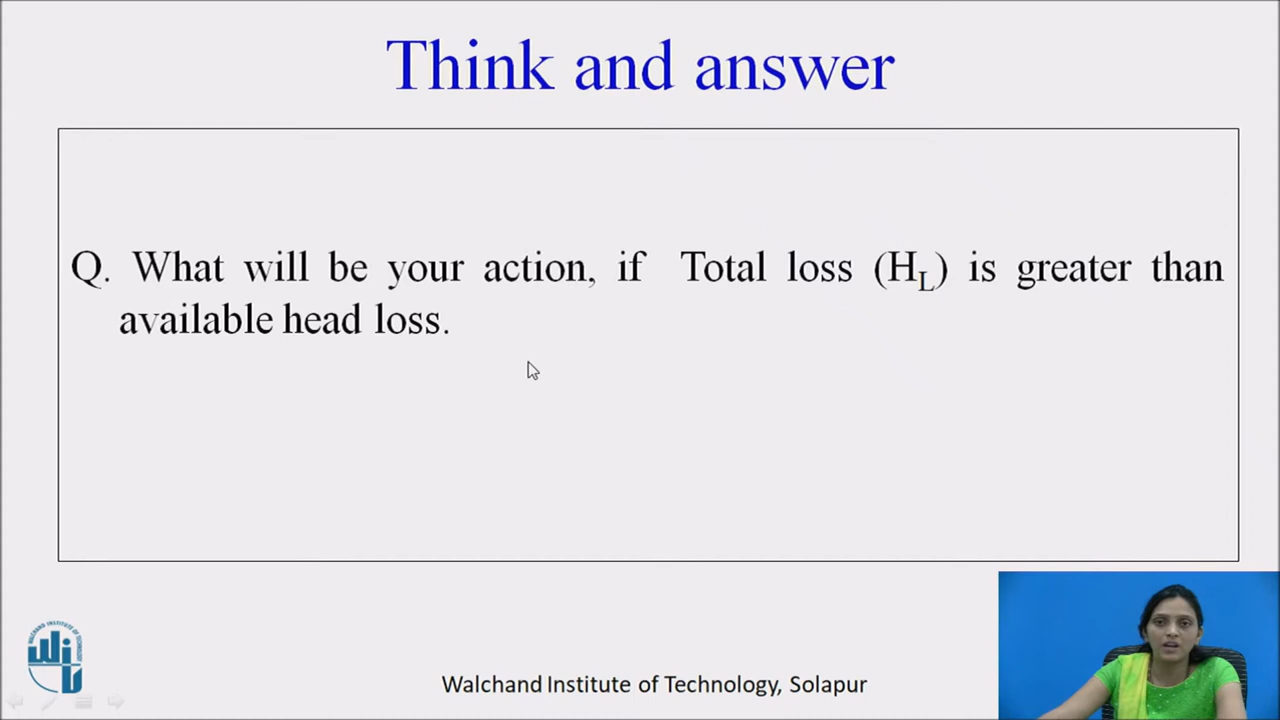 Think and answer
Q. What will be your action, if Total loss (HL) is greater than
available head loss.
WIT
Walchand Institute of Technology, Solapur